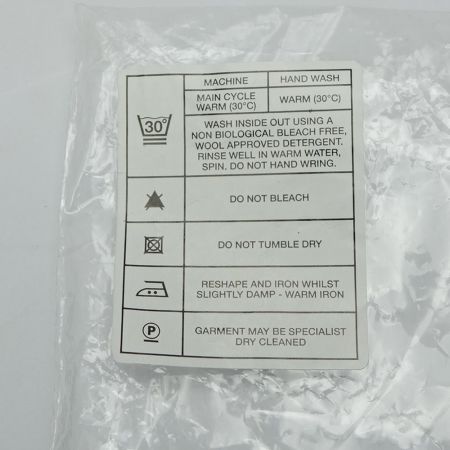 MACHINE HAND WASH
MAIN CYCLE
WARM (30°C) WARM (30°C)
30°
WASH INSIDE OUT USING A
NON BIOLOGICAL BLEACH FREE,
WOOL APPROVED DETERGENT.
RINSE WELL IN WARM WATER,
SPIN. DO NOT HAND WRING.
DO NOT BLEACH
DO NOT TUMBLE DRY
RESHAPE AND IRON WHILST
SLIGHTLY DAMP - WARM IRON
P
GARMENT MAY BE SPECIALIST
DRY CLEANED